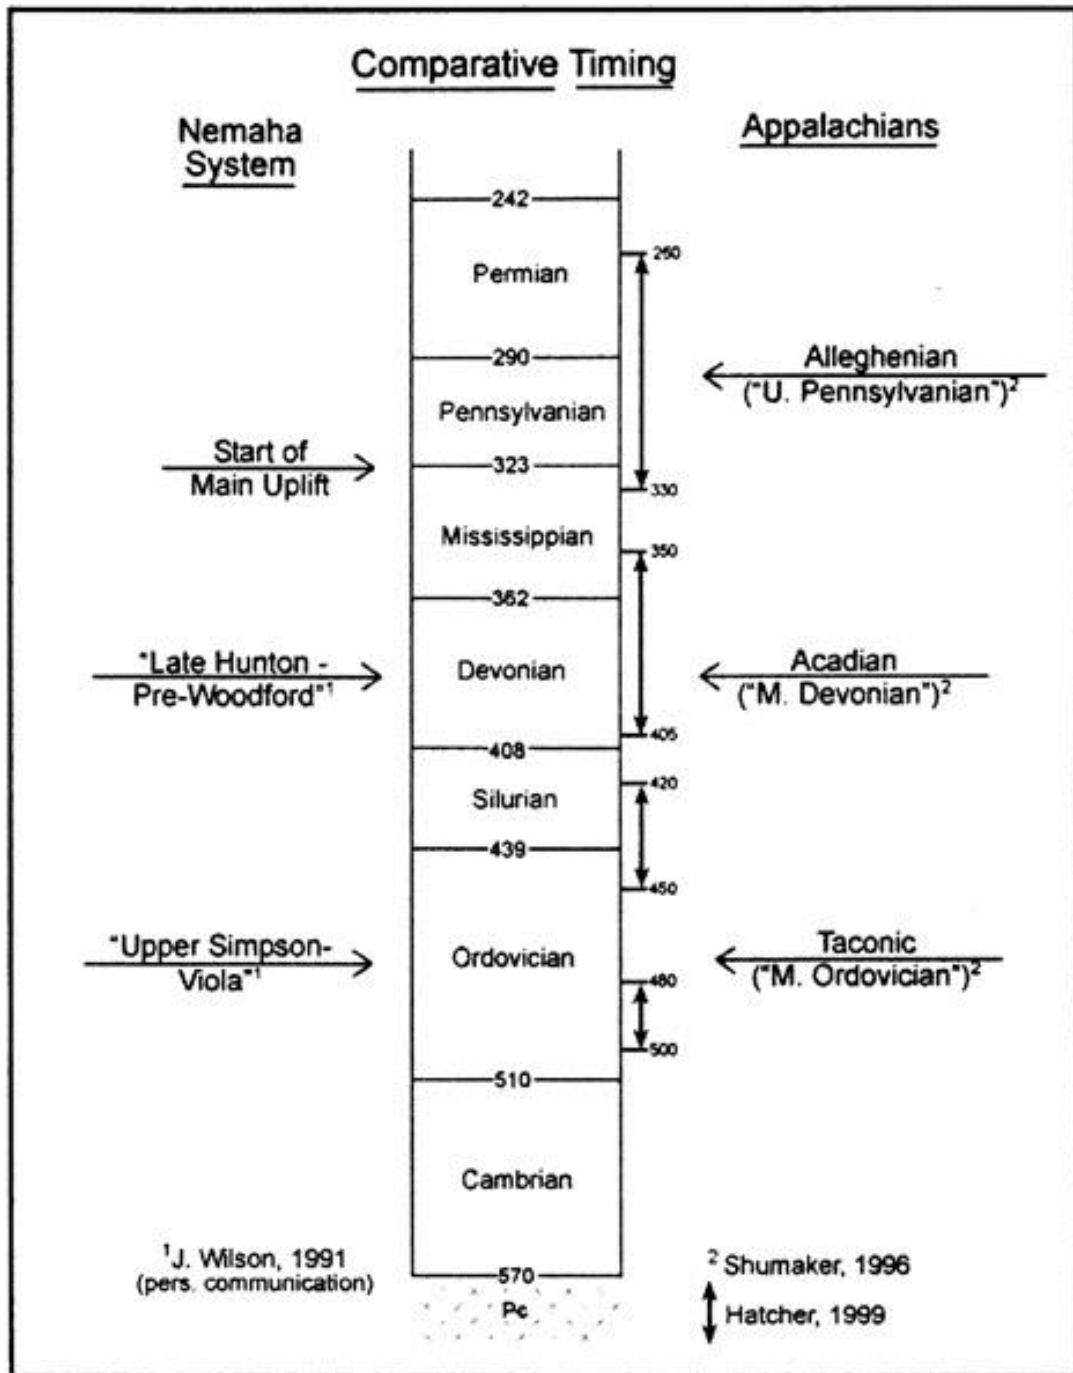 Comparative Timing
Nemaha
System
Appalachians
242
260
Permian
290
Alleghenian
("U. Pennsylvanian")²
Pennsylvanian
Start of
Main Uplift
323
330
Mississippian
350
362
"Late Hunton -
Pre-Woodford"¹
Devonian
Acadian
("M. Devonian")²
405
408
420
Silurian
439
450
"Upper Simpson-
Viola"¹
Ordovician
Taconic
("M. Ordovician")²
480
500
510
Cambrian
¹J. Wilson, 1991
(pers. communication)
570
² Shumaker, 1996
Pc
Hatcher, 1999